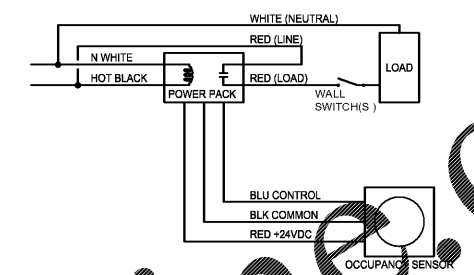 WHITE (NEUTRAL)
RED (LINE)
N WHITE
LOAD
HOT BLACK
RED (LOAD)
POWER PACK
WALL
SWITCH(S )
BLU CONTROL
BLK COMMON
RED +24VDC
OCCUPANCY SENSOR